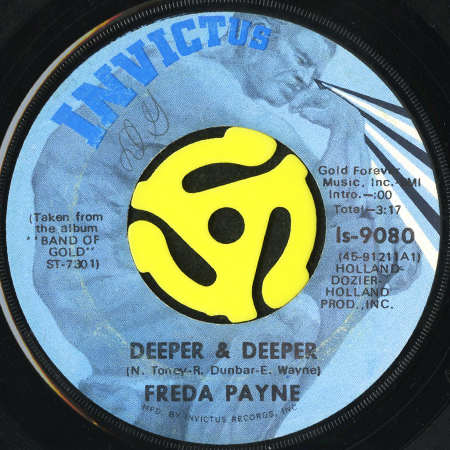 INVICTUS
Gold Forever
Music, Inc.-BMI
Intro.—:00
Total—3:17
(Taken from
the album
"BAND OF
GOLD"
ST-7301)
Is-9080
(45-91211A1)
HOLLAND-
DOZIER-
HOLLAND
PROD.,INC.
DEEPER & DEEPER
(N. Toney-R. Dunbar-E. Wayne)
FREDA PAYNE
MFD. BY INVICTUS RECORDS, INC